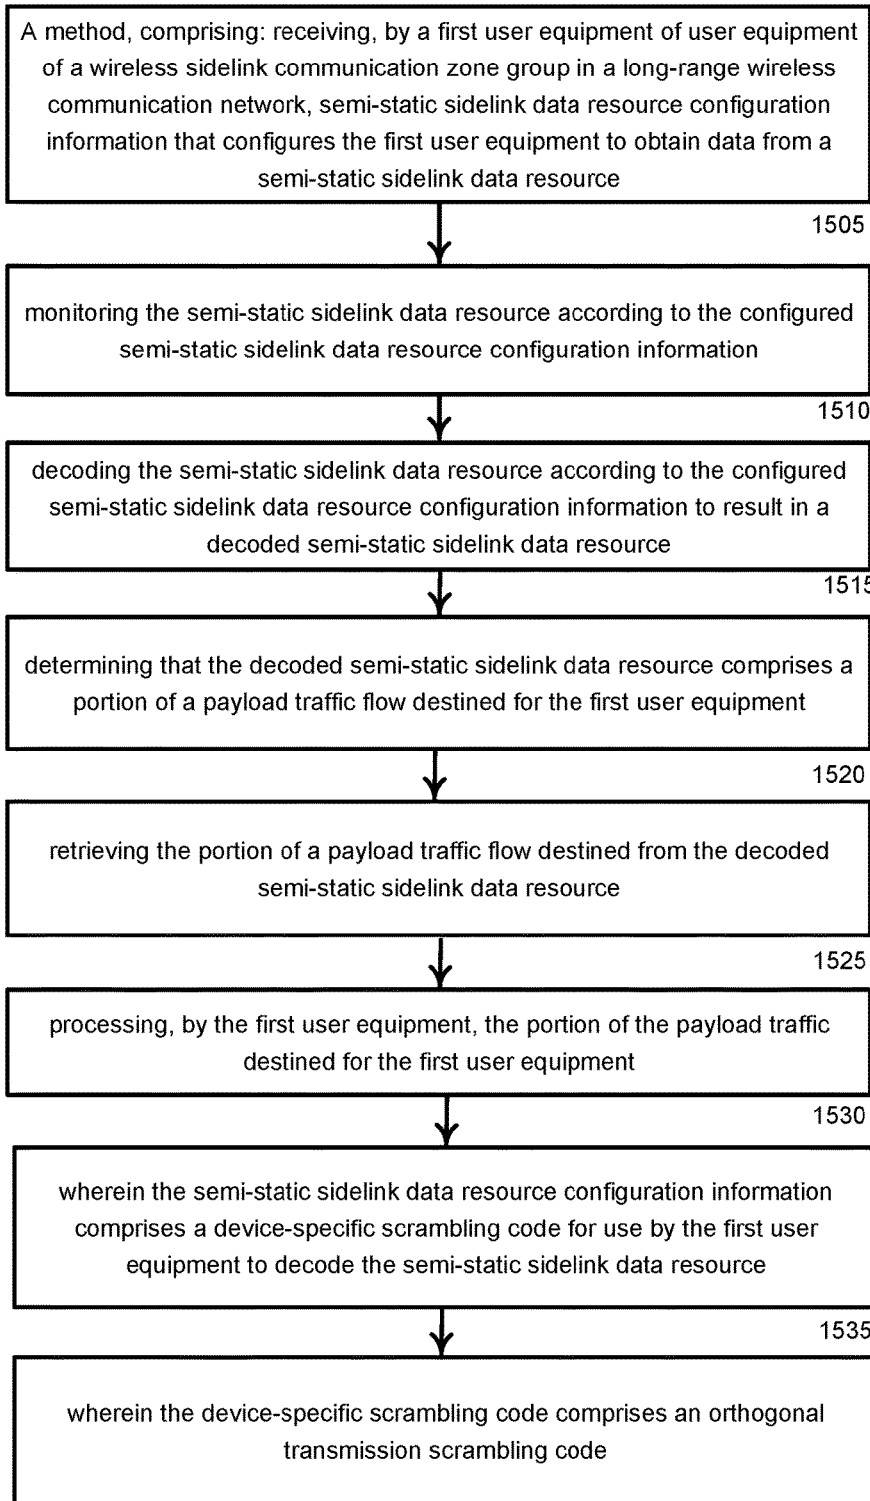 A method, comprising: receiving, by a first user equipment of user equipment
of a wireless sidelink communication zone group in a long-range wireless
communication network, semi-static sidelink data resource configuration
information that configures the first user equipment to obtain data from a
semi-static sidelink data resource
1505
monitoring the semi-static sidelink data resource according to the configured
semi-static sidelink data resource configuration information
1510
decoding the semi-static sidelink data resource according to the configured
semi-static sidelink data resource configuration information to result in a
decoded semi-static sidelink data resource
1515
determining that the decoded semi-static sidelink data resource comprises a
portion of a payload traffic flow destined for the first user equipment
1520
retrieving the portion of a payload traffic flow destined from the decoded
semi-static sidelink data resource
1525
processing, by the first user equipment, the portion of the payload traffic
destined for the first user equipment
1530
wherein the semi-static sidelink data resource configuration information
comprises a device-specific scrambling code for use by the first user
equipment to decode the semi-static sidelink data resource
1535
wherein the device-specific scrambling code comprises an orthogonal
transmission scrambling code